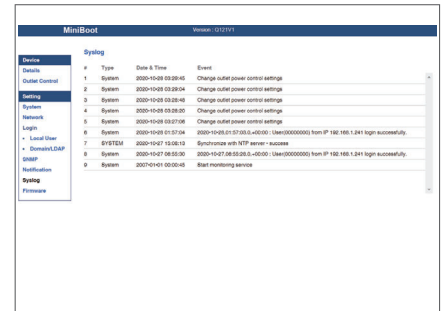 MiniBoot
Version : G121V1
Device
Details
Outlet Control
Setting
System
Network
Login
Local User
Domain/LDAP
SNMP
Notification
Syslog
Firmware
Syslog
# Type Date & Time Event
1 System 2020-10-28 03:29:45 Change outlet power control settings
2 System 2020-10-28 03:29:04 Change outlet power control settings
3 System 2020-10-28 03:28:46 Change outlet power control settings
4 System 2020-10-28 03:28:20 Change outlet power control settings
5 System 2020-10-28 03:27:06 Change outlet power control settings
6 System 2020-10-28 01:57:04 2020-10-28,01:57:03.0,+00:00 : User(00000000) from IP 192.168.1.241 login successfully.
7 SYSTEM 2020-10-27 15:08:13 Synchronize with NTP server - success
8 System 2020-10-27 08:55:30 2020-10-27,08:55:28.0,+00:00 : User(00000000) from IP 192.168.1.241 login successfully.
9 System 2007-01-01 00:00:45 Start monitoring service